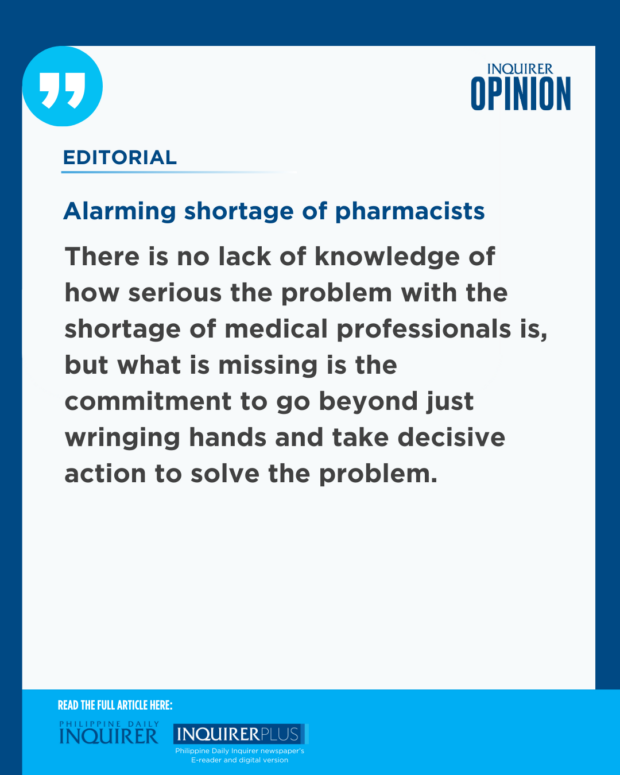 INQUIRER
OPINION
EDITORIAL
Alarming shortage of pharmacists
There is no lack of knowledge of
how serious the problem with the
shortage of medical professionals is,
but what is missing is the
commitment to go beyond just
wringing hands and take decisive
action to solve the problem.
READ THE FULL ARTICLE HERE:
PHILIPPINE DAILY
INQUIRER
INQUIRERPLUS
Philippine Daily Inquirer newspaper's
E-reader and digital version